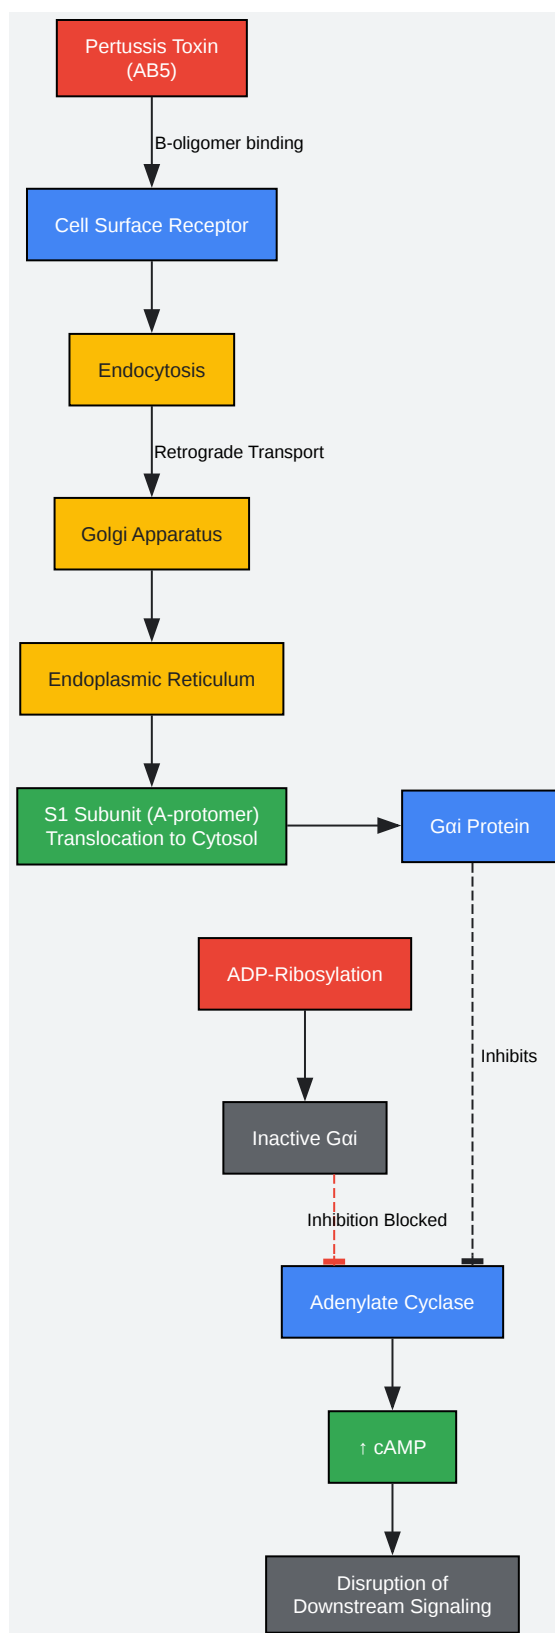 Pertussis Toxin
(AB5)
B-oligomer binding
Cell Surface Receptor
Endocytosis
Retrograde Transport
Golgi Apparatus
Endoplasmic Reticulum
S1 Subunit (A-protomer)
Translocation to Cytosol
Gαi Protein
ADP-Ribosylation
Inhibits
Inactive Gαi
Inhibition Blocked
Adenylate Cyclase
↑ cAMP
Disruption of
Downstream Signaling